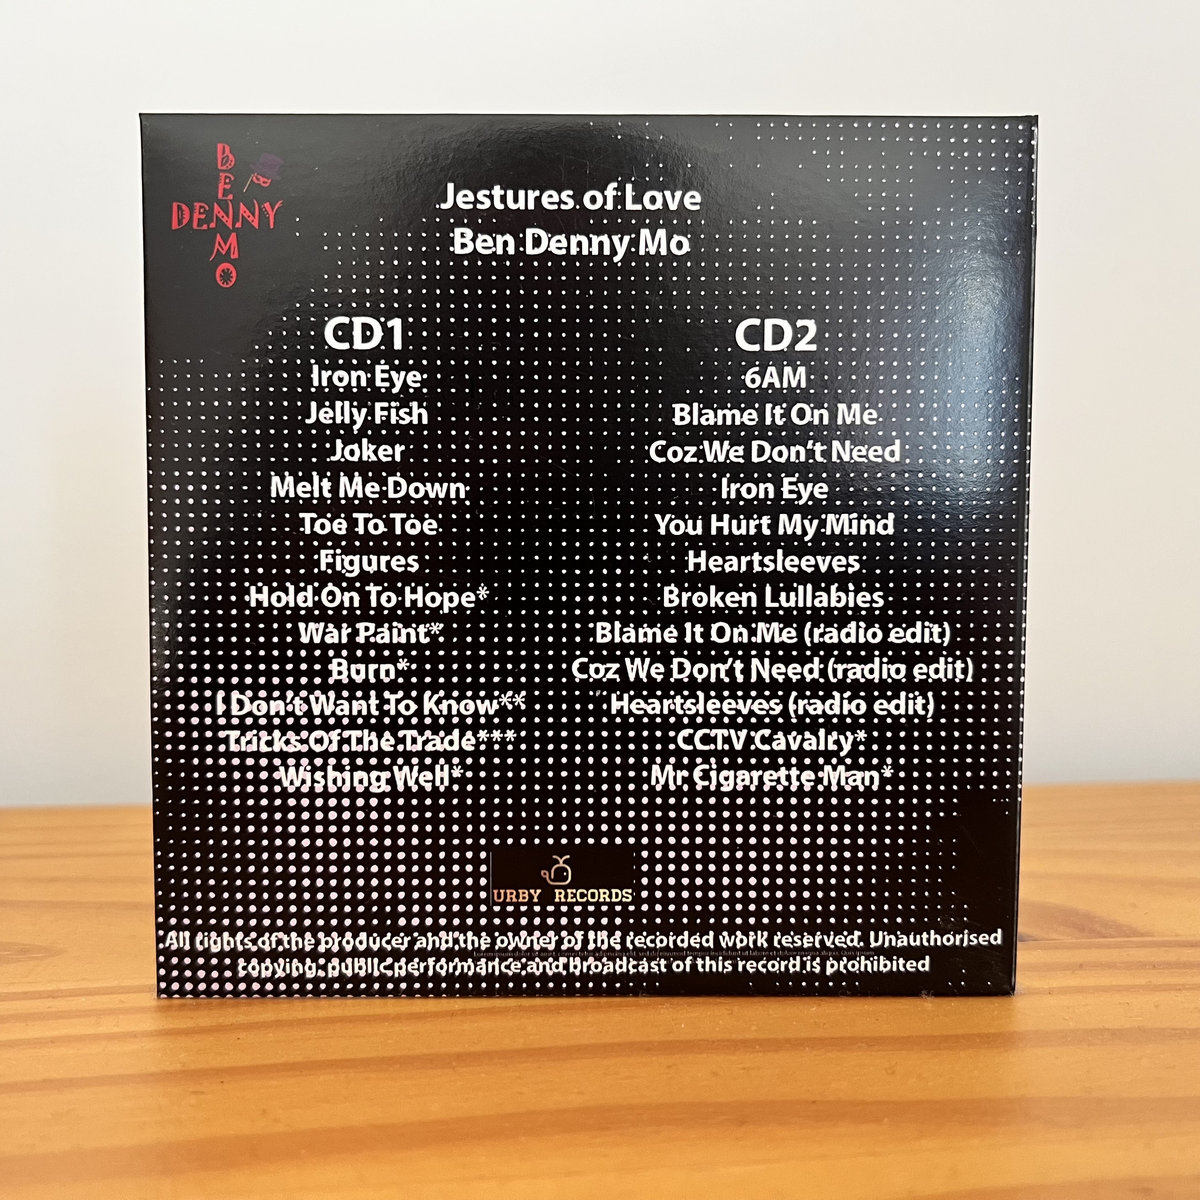 BEN
DENNY
MO
Jestures of Love
Ben Denny Mo
CD1
Iron Eye
Jelly Fish
Joker
Melt Me Down
Toe To Toe
Figures
Hold On To Hope*
War Paint*
Burn*
I Don't Want To Know**
Tricks Of The Trade***
Wishing Well*
CD2
6AM
Blame It On Me
Coz We Don't Need
Iron Eye
You Hurt My Mind
Heartsleeves
Broken Lullabies
Blame It On Me (radio edit)
Coz We Don't Need (radio edit)
Heartsleeves (radio edit)
CCTV Cavalry*
Mr Cigarette Man*
URBY RECORDS
All rights of the producer and the owner of the recorded work reserved. Unauthorised
copying, public performance and broadcast of this record is prohibited